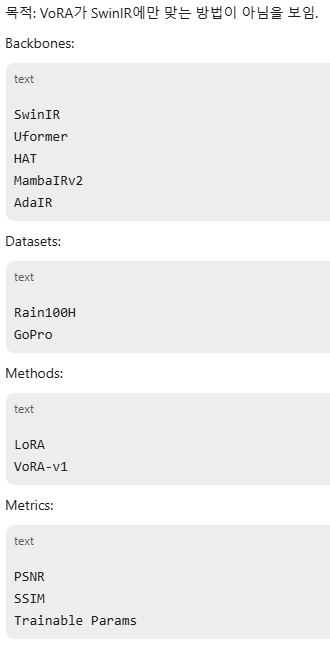 목적: VoRA가 SwinIR에만 맞는 방법이 아님을 보임.
Backbones:
text
SwinIR
Uformer
HAT
MambaIRv2
AdaIR
Datasets:
text
Rain100H
GoPro
Methods:
text
LoRA
VoRA-v1
Metrics:
text
PSNR
SSIM
Trainable Params